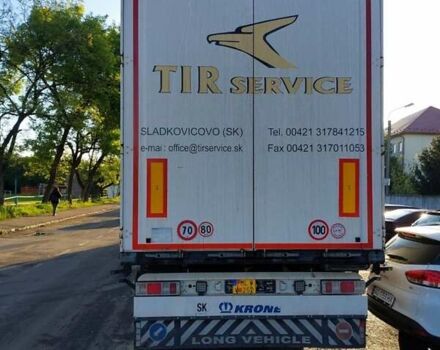 TIR SERVICE
SLADKOVICOVO (SK)
Tel. 00421 317841215
e-mai : office@tirservice.sk
Fax 00421 317011053
70
80
100
SK
KRONE
LONG VEHICLE